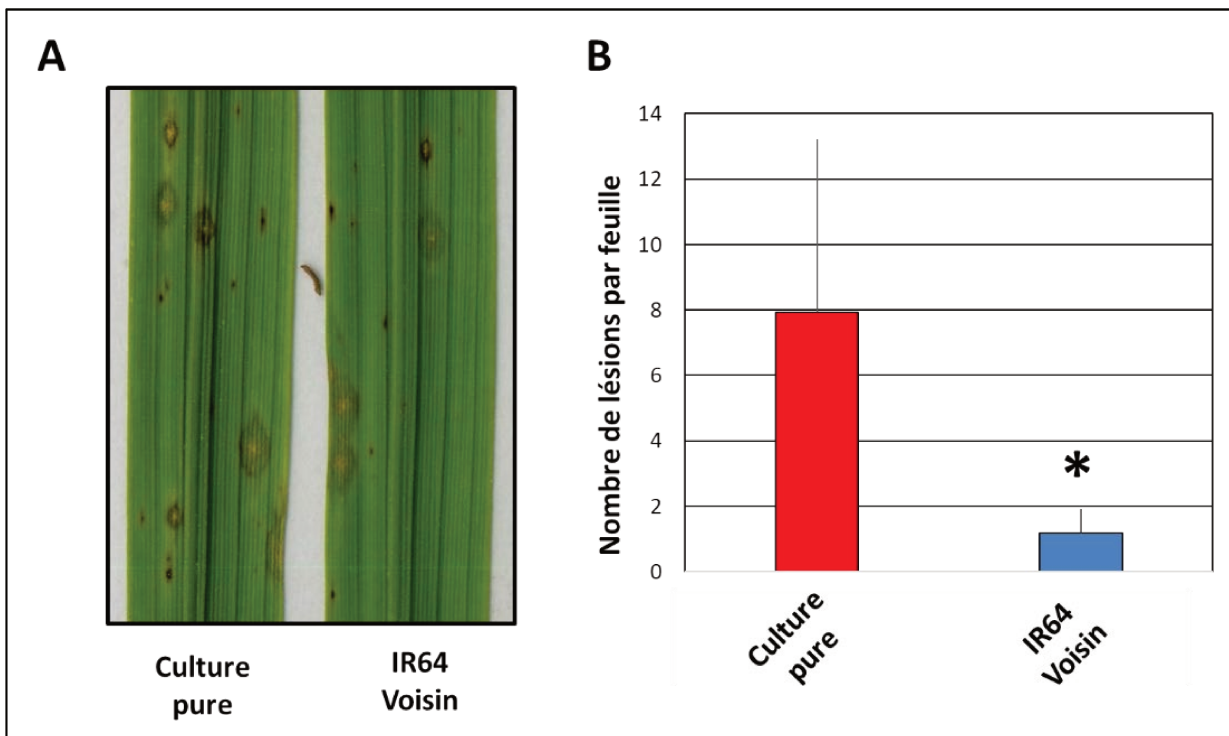 A
Culture
pure
IR64
Voisin
B
Nombre de lésions par feuille
14
12
10
8
6
4
2
0
*
Culture
pure
IR64
Voisin